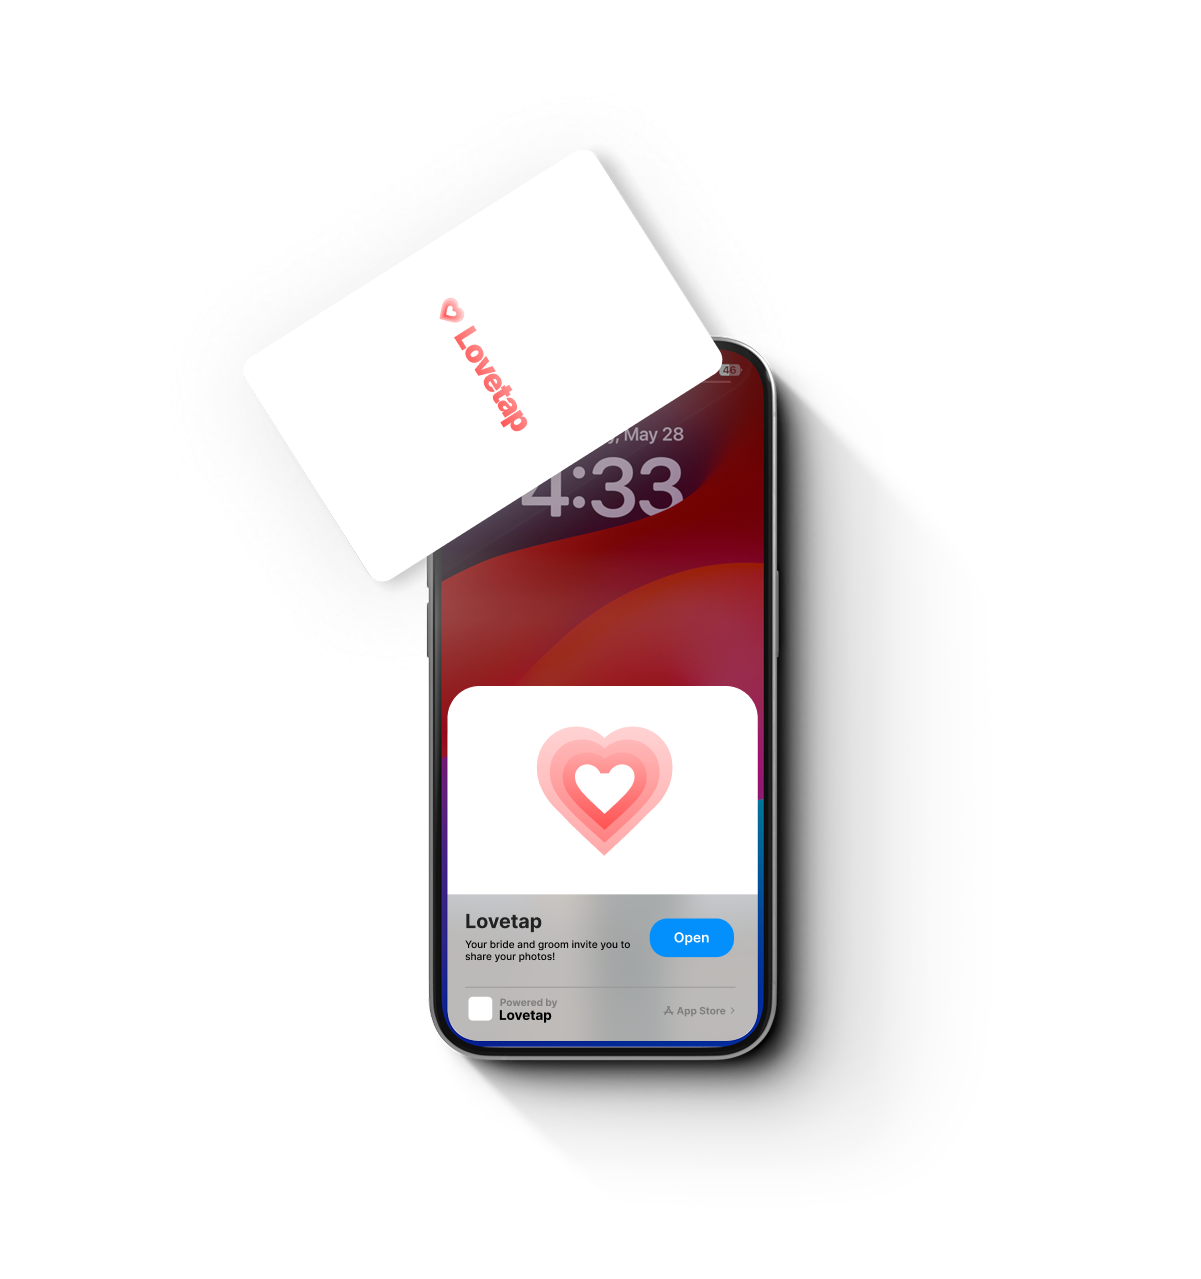 Lovetap
46
May 28
4:33
Lovetap
Your bride and groom invite you to
share your photos!
Open
Powered by
Lovetap
App Store